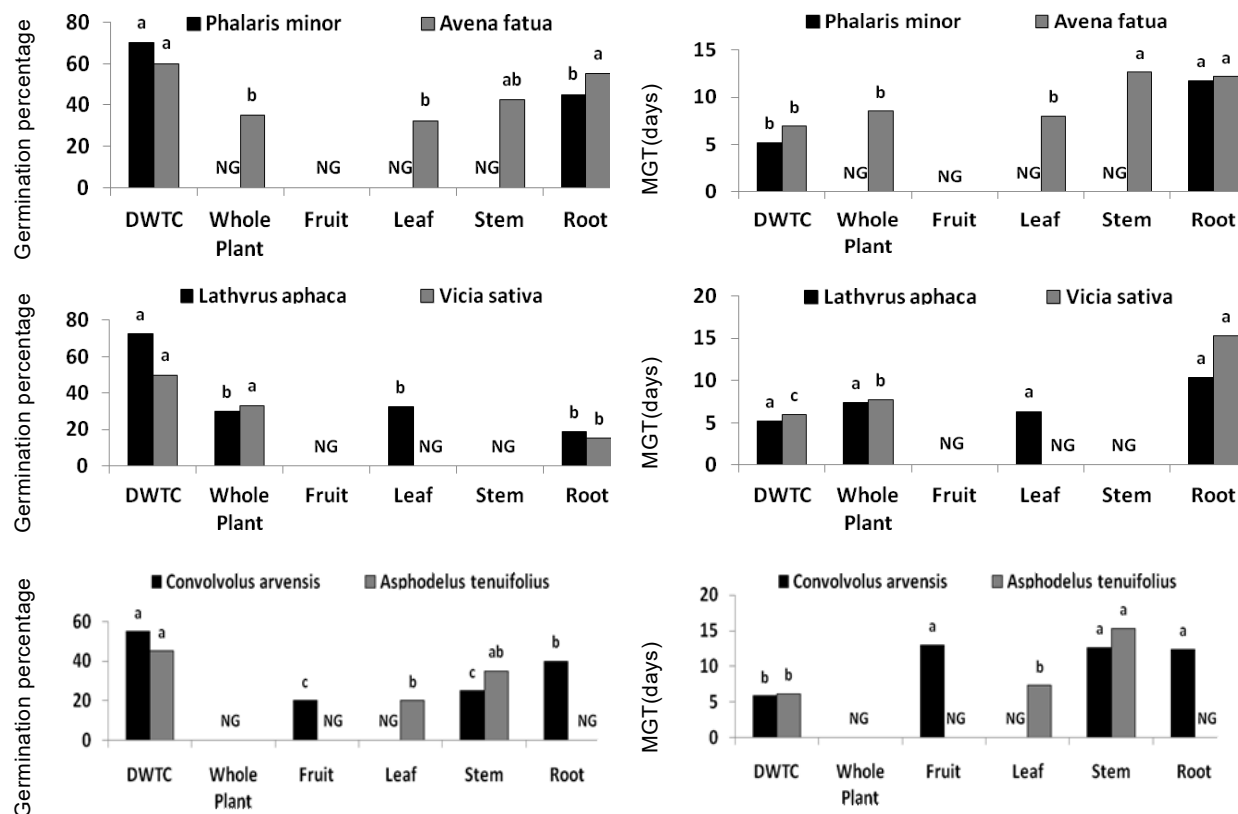 Germination percentage
Phalaris minor Avena fatua
80
60
40
20
0
a a b b ab b a
NG NG NG NG
DWTC Whole Plant Fruit Leaf Stem Root
MGT(days)
Phalaris minor Avena fatua
15
10
5
0
b b b b a a a
NG NG NG NG
DWTC Whole Plant Fruit Leaf Stem Root
Germination percentage
Lathyrus aphaca Vicia sativa
80
60
40
20
0
a a b a b b b
NG NG NG
DWTC Whole Plant Fruit Leaf Stem Root
MGT(days)
Lathyrus aphaca Vicia sativa
20
15
10
5
0
a c a b a a a
NG NG NG
DWTC Whole Plant Fruit Leaf Stem Root
Germination percentage
Convolvolus arvensis Asphodelus tenuifolius
60
40
20
0
a a c b c ab b
NG NG NG NG
DWTC Whole Plant Fruit Leaf Stem Root
MGT(days)
Convolvolus arvensis Asphodelus tenuifolius
20
15
10
5
0
b b a b a a a
NG NG NG NG
DWTC Whole Plant Fruit Leaf Stem Root